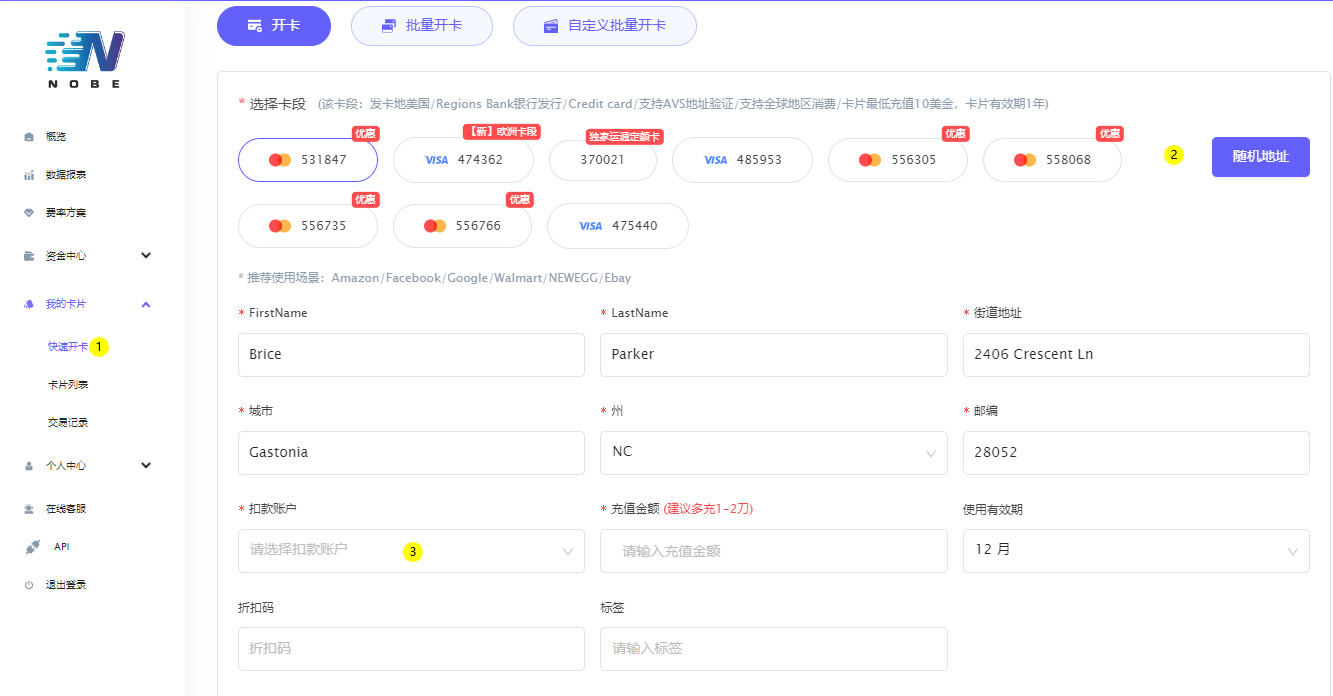 开卡 批量开卡 自定义批量开卡
NOBE
* 选择卡段 (该卡段：发卡地美国/Regions Bank银行发行/Credit card/支持AVS地址验证/支持全球地区消费/卡片最低充值10美金，卡片有效期1年)
优惠 【新】欧洲卡段 独家运通定额卡 优惠 优惠
531847 VISA 474362 370021 VISA 485953 556305 558068 2 随机地址
优惠 优惠
556735 556766 VISA 475440
* 推荐使用场景：Amazon/Facebook/Google/Walmart/NEWEGG/Ebay
概览
数据报表
费率方案
资金中心
我的卡片
快速开卡 1
卡片列表
交易记录
个人中心
在线客服
API
退出登录
* FirstName * LastName * 街道地址
Brice Parker 2406 Crescent Ln
* 城市 * 州 * 邮编
Gastonia NC 28052
* 扣款账户 * 充值金额 (建议多充1-2刀) 使用有效期
请选择扣款账户 3 请输入充值金额 12 月
折扣码 标签
折扣码 请输入标签